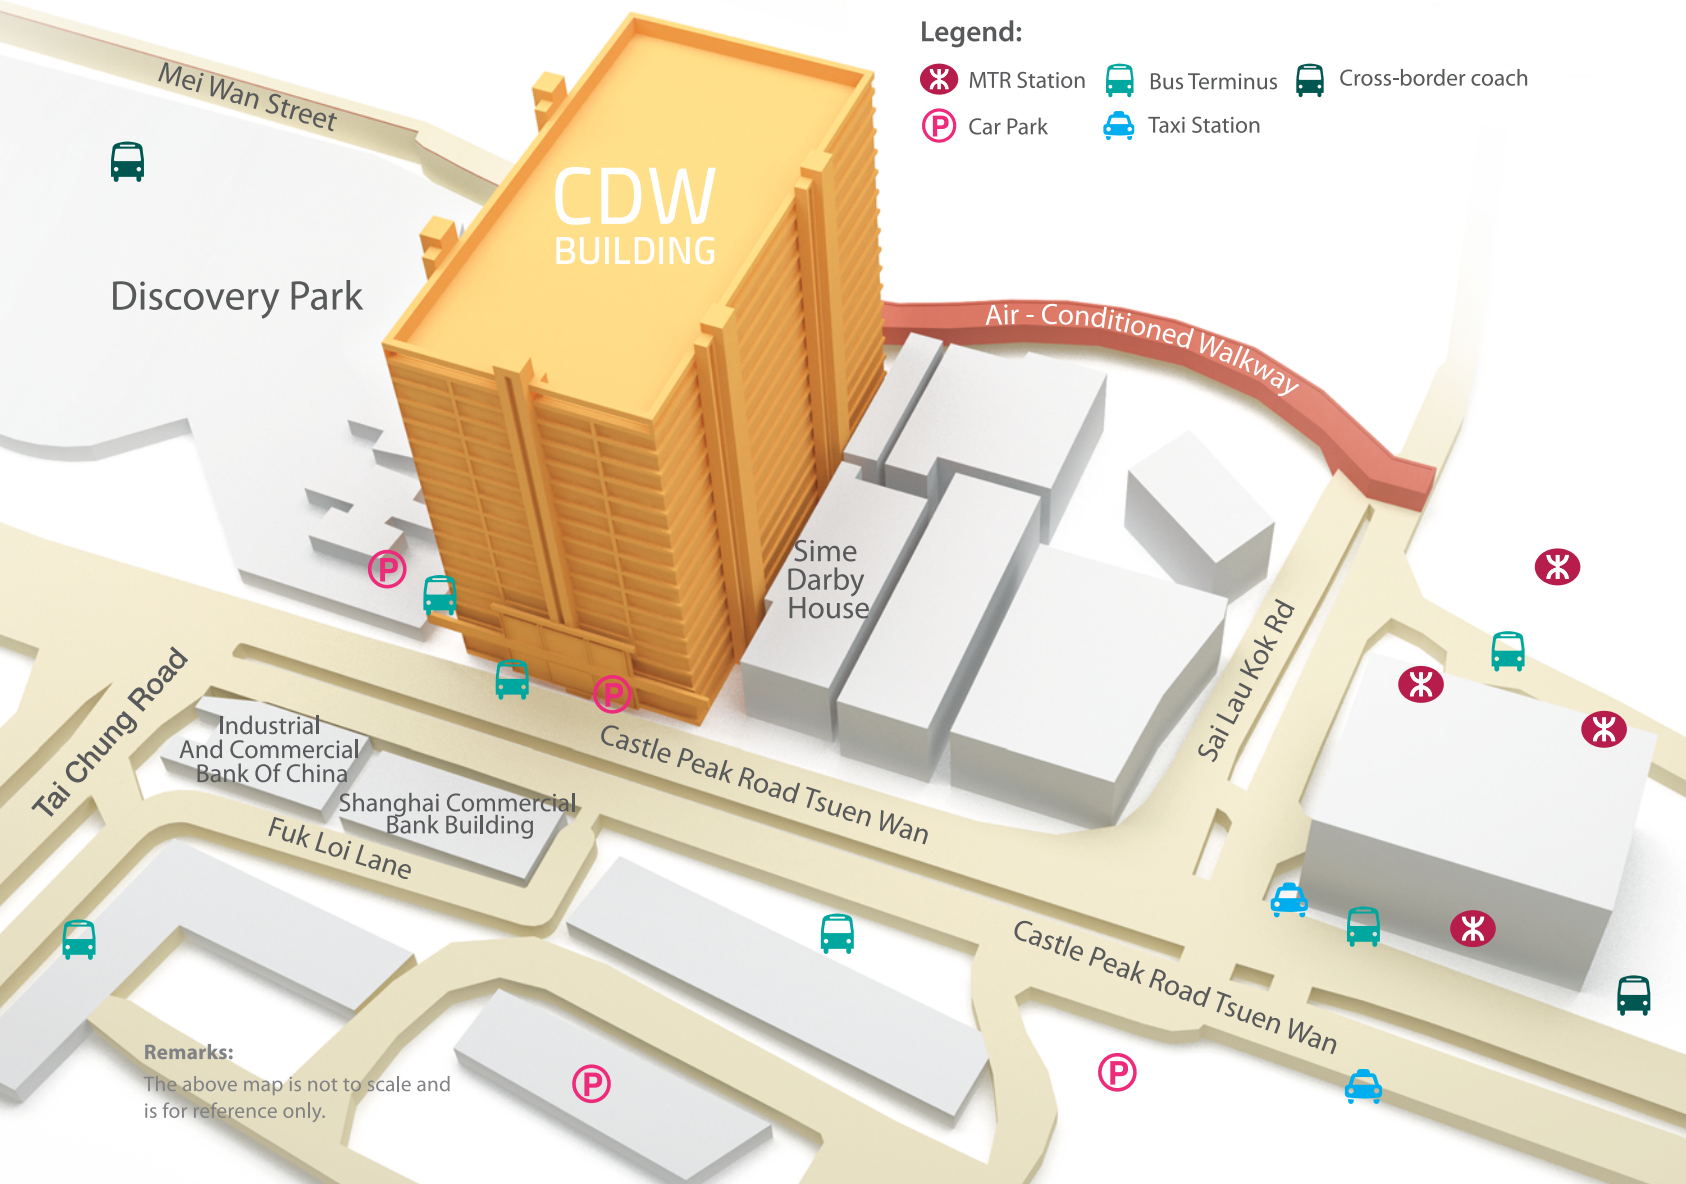 Legend:
MTR Station
Bus Terminus
Cross-border coach
P
Car Park
Taxi Station
Mei Wan Street
CDW
BUILDING
Discovery Park
Air - Conditioned Walkway
Sime
Darby
House
P
Sai Lau Kok Rd
Tai Chung Road
P
Industrial
And Commercial
Bank Of China
Castle Peak Road Tsuen Wan
Shanghai Commercial
Bank Building
Fuk Loi Lane
Castle Peak Road Tsuen Wan
Remarks:
The above map is not to scale and
is for reference only.
P
P